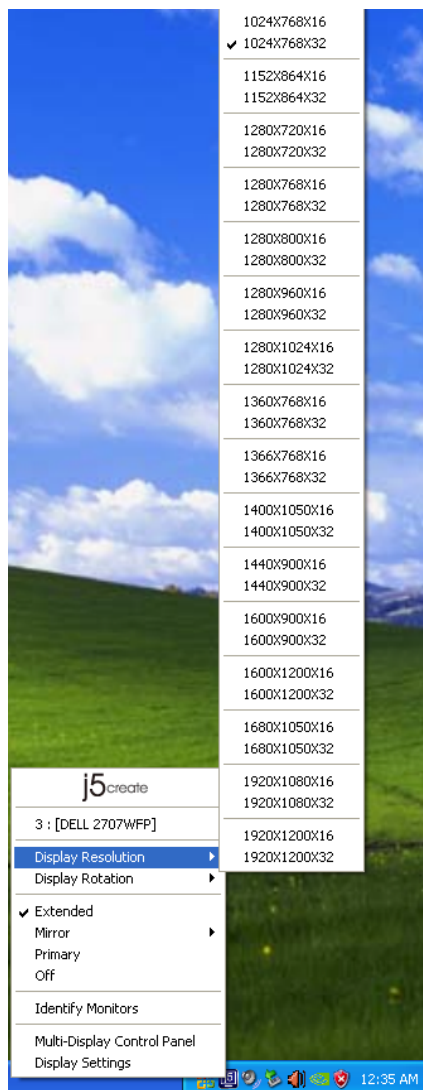 1024X768X16
1024X768X32
1152X864X16
1152X864X32
1280X720X16
1280X720X32
1280X768X16
1280X768X32
1280X800X16
1280X800X32
1280X960X16
1280X960X32
1280X1024X16
1280X1024X32
1360X768X16
1360X768X32
1366X768X16
1366X768X32
1400X1050X16
1400X1050X32
1440X900X16
1440X900X32
1600X900X16
1600X900X32
1600X1200X16
1600X1200X32
1680X1050X16
1680X1050X32
1920X1080X16
1920X1080X32
1920X1200X16
1920X1200X32
j5create
3 : [DELL 2707WFP]
Display Resolution
Display Rotation
Extended
Mirror
Primary
Off
Identify Monitors
Multi-Display Control Panel
Display Settings
j5
12:35 AM